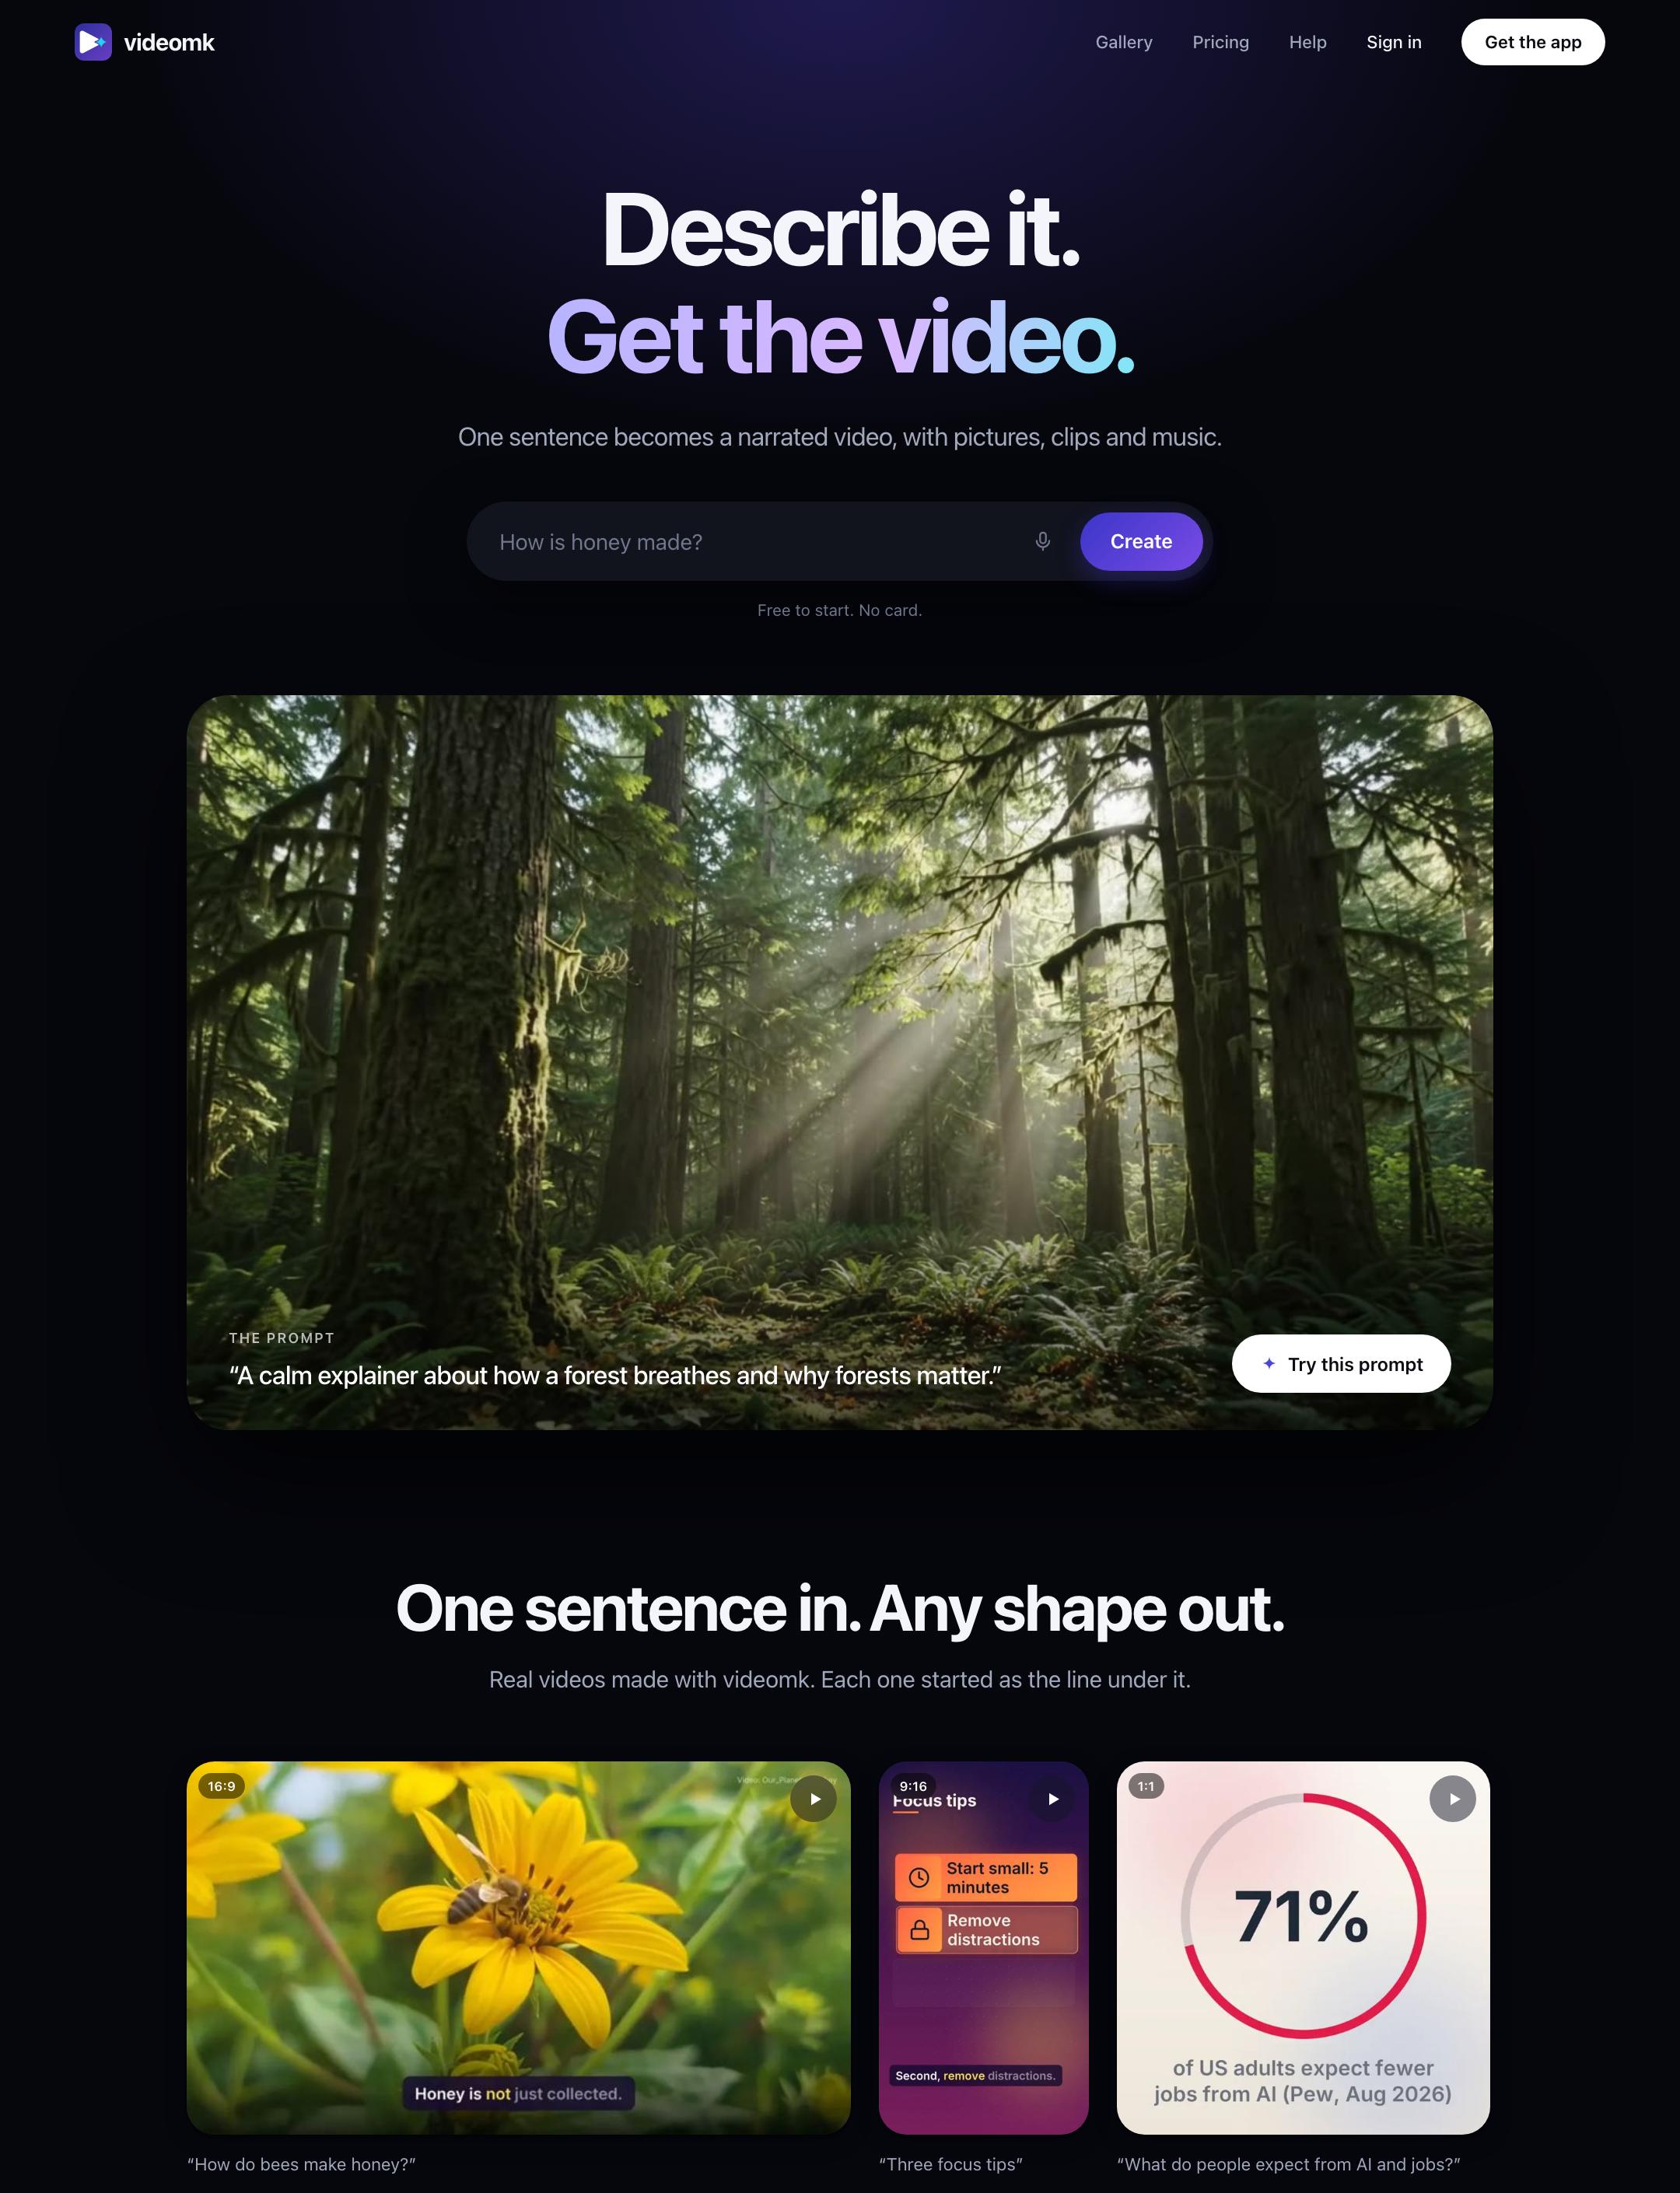 videomk
Gallery
Pricing
Help
Sign in
Get the app
Describe it.
Get the video.
One sentence becomes a narrated video, with pictures, clips and music.
How is honey made?
Create
Free to start. No card.
THE PROMPT
“A calm explainer about how a forest breathes and why forests matter.”
Try this prompt
One sentence in. Any shape out.
Real videos made with videomk. Each one started as the line under it.
16:9
Honey is not just collected.
“How do bees make honey?”
9:16
Focus tips
Start small: 5
minutes
Remove
distractions
Second, remove distractions.
“Three focus tips”
1:1
71%
of US adults expect fewer
jobs from AI (Pew, Aug 2026)
“What do people expect from AI and jobs?”